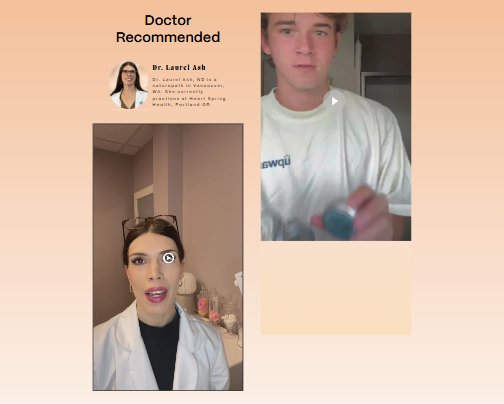 Doctor
Recommended
Dr. Laurel Ash
Dr. Laurel Ash, ND is a
naturopath in Vancouver,
WA. She currently
practices at Heart Spring
Health, Portland OR.
üpwa